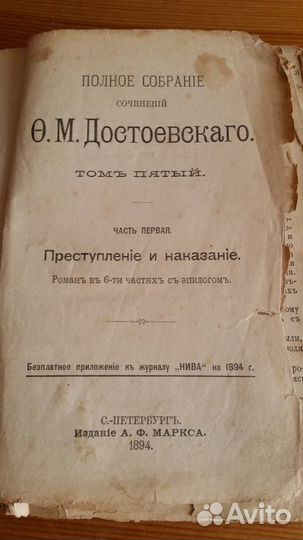 ПОЛНОЕ СОБРАНІЕ
СОЧИНЕНІЙ
Ѳ. М. Достоевскаго.
ТОМЪ ПЯТЫЙ.
ЧАСТЬ ПЕРВАЯ.
Преступленіе и наказаніе.
Романъ въ 6-ти частяхъ съ эпилогомъ.
Безплатное приложеніе къ журналу „НИВА“ на 1894 г.
С.-ПЕТЕРБУРГЪ.
Изданіе А. Ф. МАРКСА.
1894.
Avito